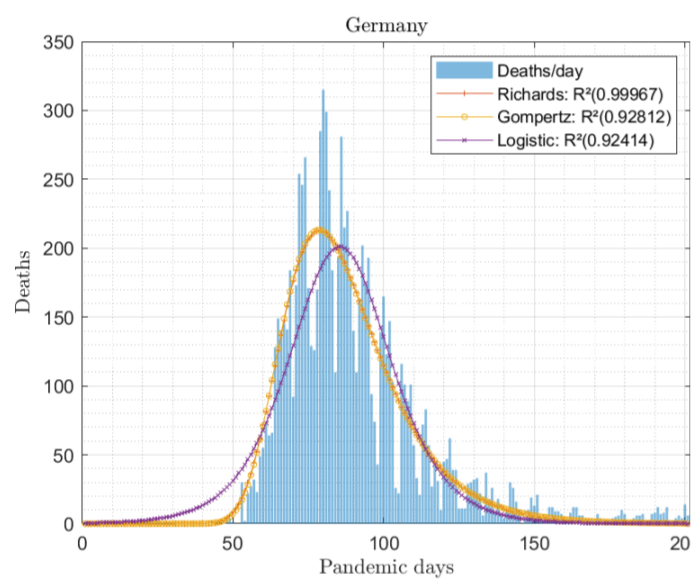 Germany
350
300
250
200
150
100
50
0
Deaths
Deaths/day
Richards: R²(0.99967)
Gompertz: R²(0.92812)
Logistic: R²(0.92414)
0 50 100 150 20
Pandemic days